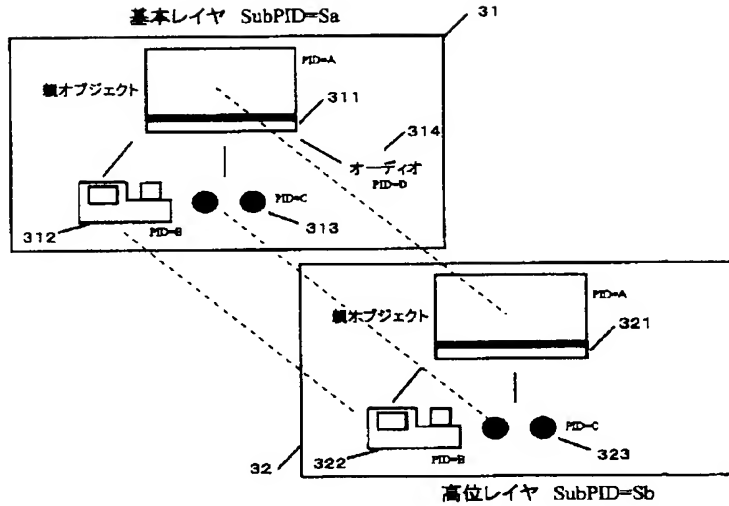 基本レイヤ SubPID=Sa
31
PID=A
親オブジェクト
311
314
オーディオ
PID=D
PID=C
312
PID=B
313
PID=A
親オブジェクト
321
PID=C
32
322
PID=B
323
高位レイヤ SubPID=Sb